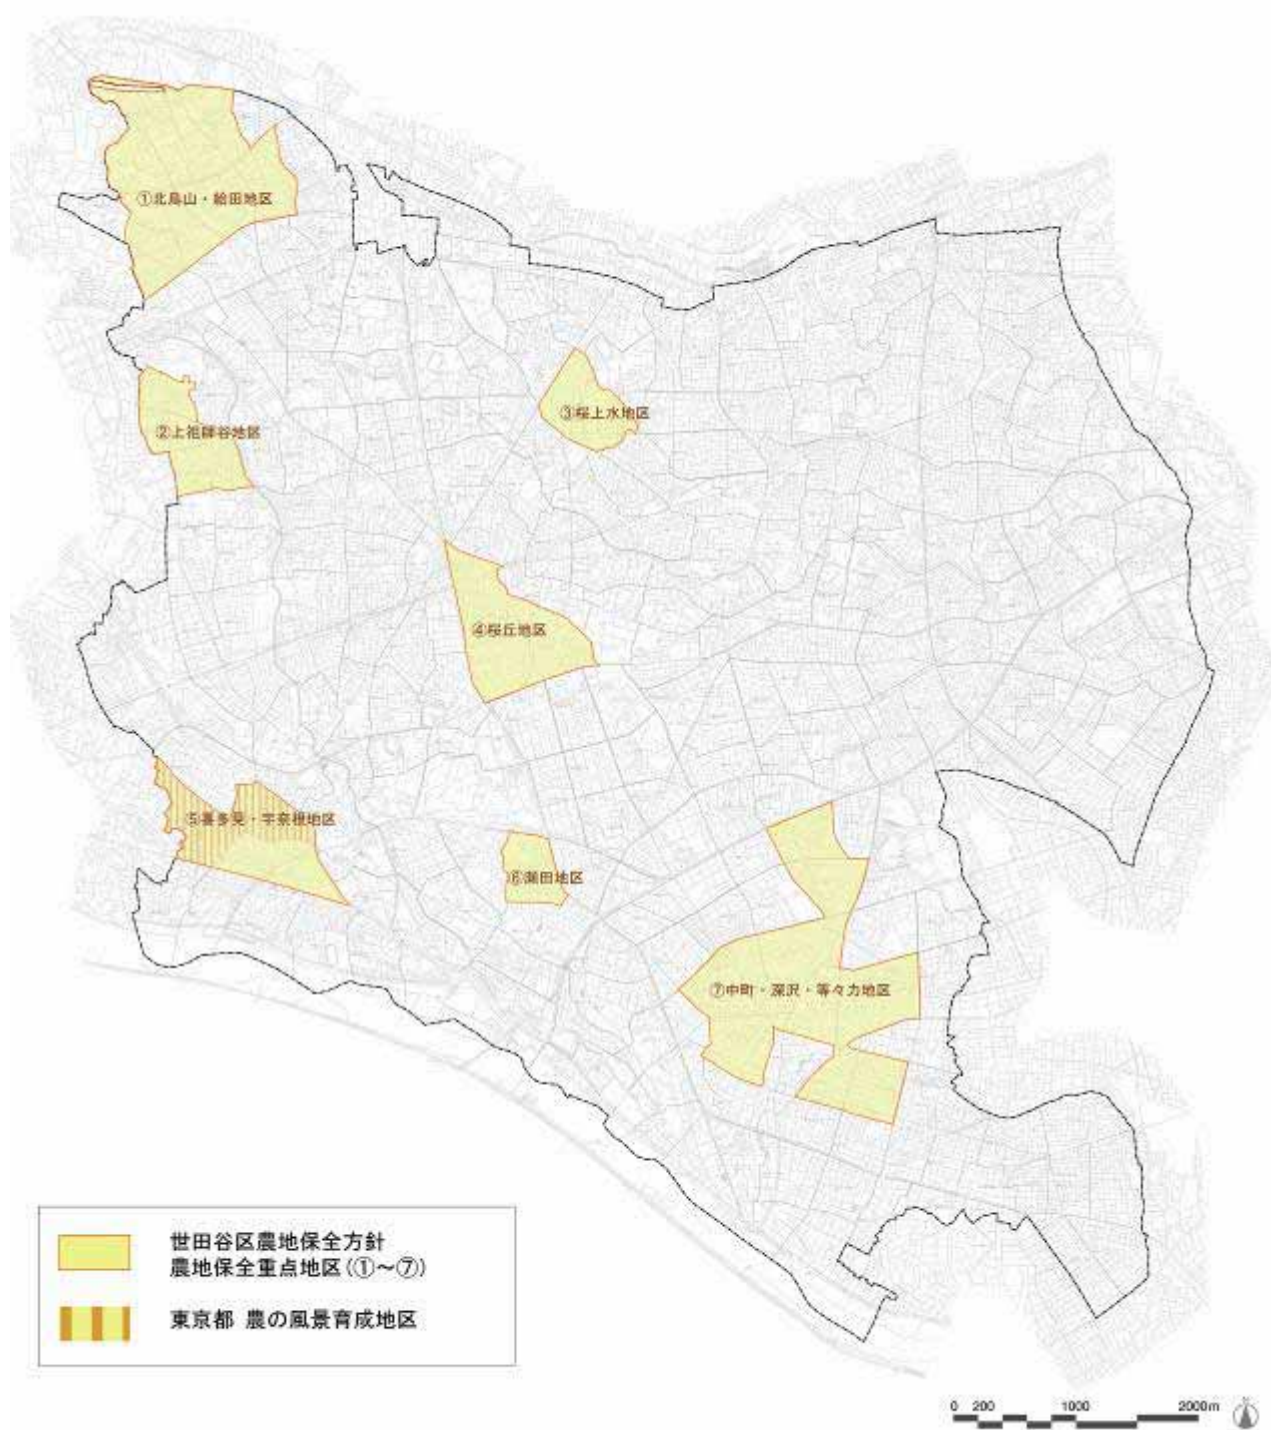 ①北烏山・給田地区
②上祖師谷地区
③桜上水地区
④桜丘地区
⑤喜多見・宇奈根地区
⑥瀬田地区
⑦中町・深沢・等々力地区
世田谷区農地保全方針
農地保全重点地区(①～⑦)
東京都 農の風景育成地区
0 200 1000 2000m